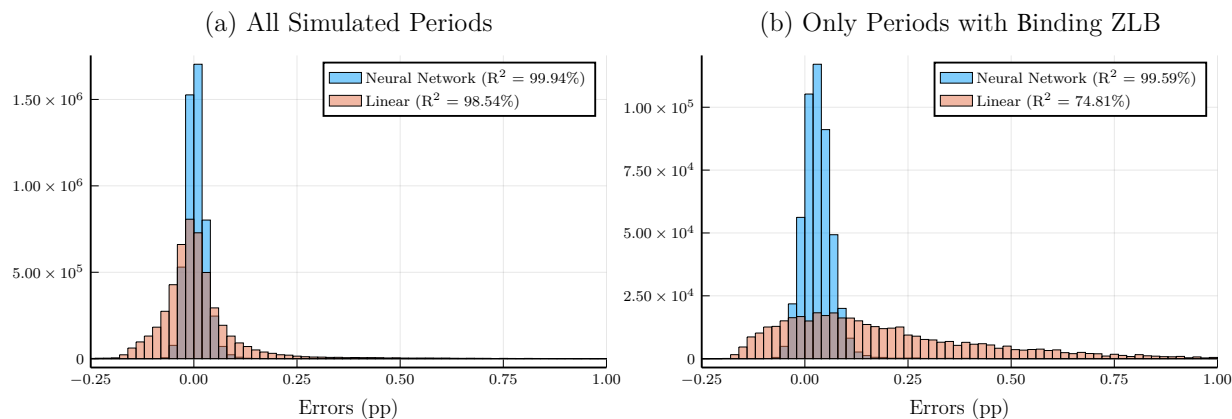 (a) All Simulated Periods
Neural Network (R² = 99.94%)
Linear (R² = 98.54%)
1.50 × 10⁶
1.00 × 10⁶
5.00 × 10⁵
0
−0.25 0.00 0.25 0.50 0.75 1.00
Errors (pp)
(b) Only Periods with Binding ZLB
Neural Network (R² = 99.59%)
Linear (R² = 74.81%)
1.00 × 10⁵
7.50 × 10⁴
5.00 × 10⁴
2.50 × 10⁴
0
−0.25 0.00 0.25 0.50 0.75 1.00
Errors (pp)